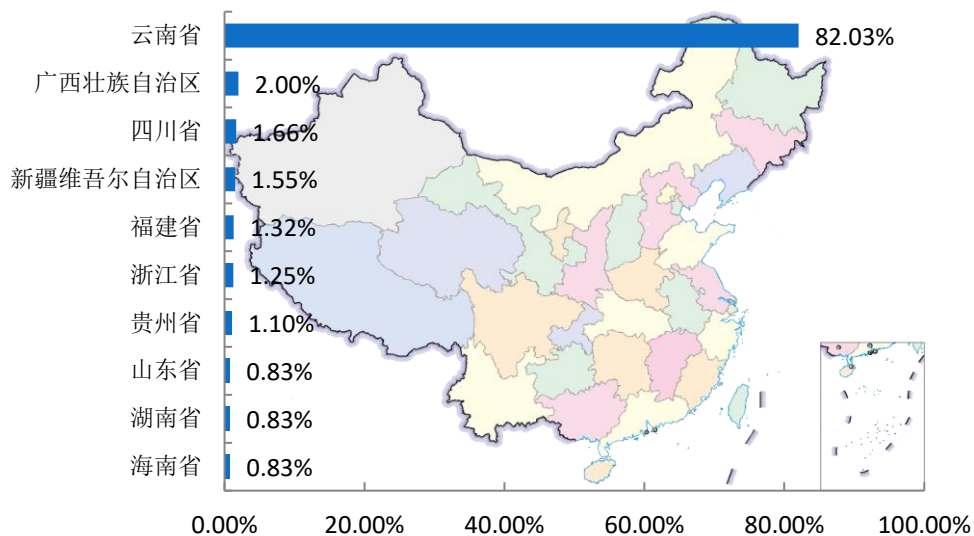 云南省 82.03%
广西壮族自治区 2.00%
四川省 1.66%
新疆维吾尔自治区 1.55%
福建省 1.32%
浙江省 1.25%
贵州省 1.10%
山东省 0.83%
湖南省 0.83%
海南省 0.83%
0.00% 20.00% 40.00% 60.00% 80.00% 100.00%